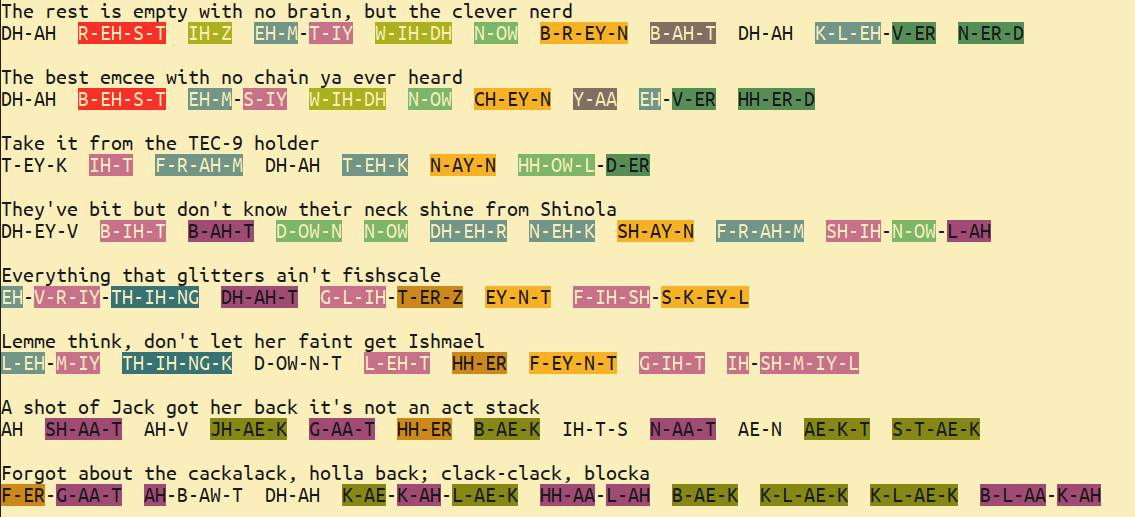 The rest is empty with no brain, but the clever nerd
DH-AH R-EH-S-T IH-Z EH-M-T-IY W-IH-DH N-OW B-R-EY-N B-AH-T DH-AH K-L-EH-V-ER N-ER-D
The best emcee with no chain ya ever heard
DH-AH B-EH-S-T EH-M-S-IY W-IH-DH N-OW CH-EY-N Y-AA EH-V-ER HH-ER-D
Take it from the TEC-9 holder
T-EY-K IH-T F-R-AH-M DH-AH T-EH-K N-AY-N HH-OW-L-D-ER
They've bit but don't know their neck shine from Shinola
DH-EY-V B-IH-T B-AH-T D-OW-N N-OW DH-EH-R N-EH-K SH-AY-N F-R-AH-M SH-IH-N-OW-L-AH
Everything that glitters ain't fishscale
EH-V-R-IY-TH-IH-NG DH-AH-T G-L-IH-T-ER-Z EY-N-T F-IH-SH-S-K-EY-L
Lemme think, don't let her faint get Ishmael
L-EH-M-IY TH-IH-NG-K D-OW-N-T L-EH-T HH-ER F-EY-N-T G-IH-T IH-SH-M-IY-L
A shot of Jack got her back it's not an act stack
AH SH-AA-T AH-V JH-AE-K G-AA-T HH-ER B-AE-K IH-T-S N-AA-T AE-N AE-K-T S-T-AE-K
Forgot about the cackalack, holla back; clack-clack, blocka
F-ER-G-AA-T AH-B-AW-T DH-AH K-AE-K-AH-L-AE-K HH-AA-L-AH B-AE-K K-L-AE-K K-L-AE-K B-L-AA-K-AH